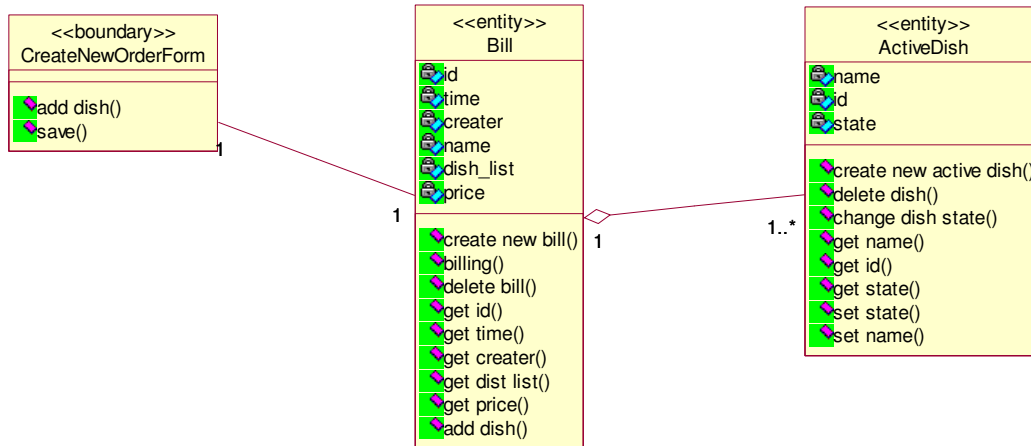 <<boundary>>
CreateNewOrderForm
add dish()
save()
1
<<entity>>
Bill
id
time
creater
name
dish_list
price
1
create new bill()
billing()
delete bill()
get id()
get time()
get creater()
get dist list()
get price()
add dish()
1
1..*
<<entity>>
ActiveDish
name
id
state
create new active dish()
delete dish()
change dish state()
get name()
get id()
get state()
set state()
set name()